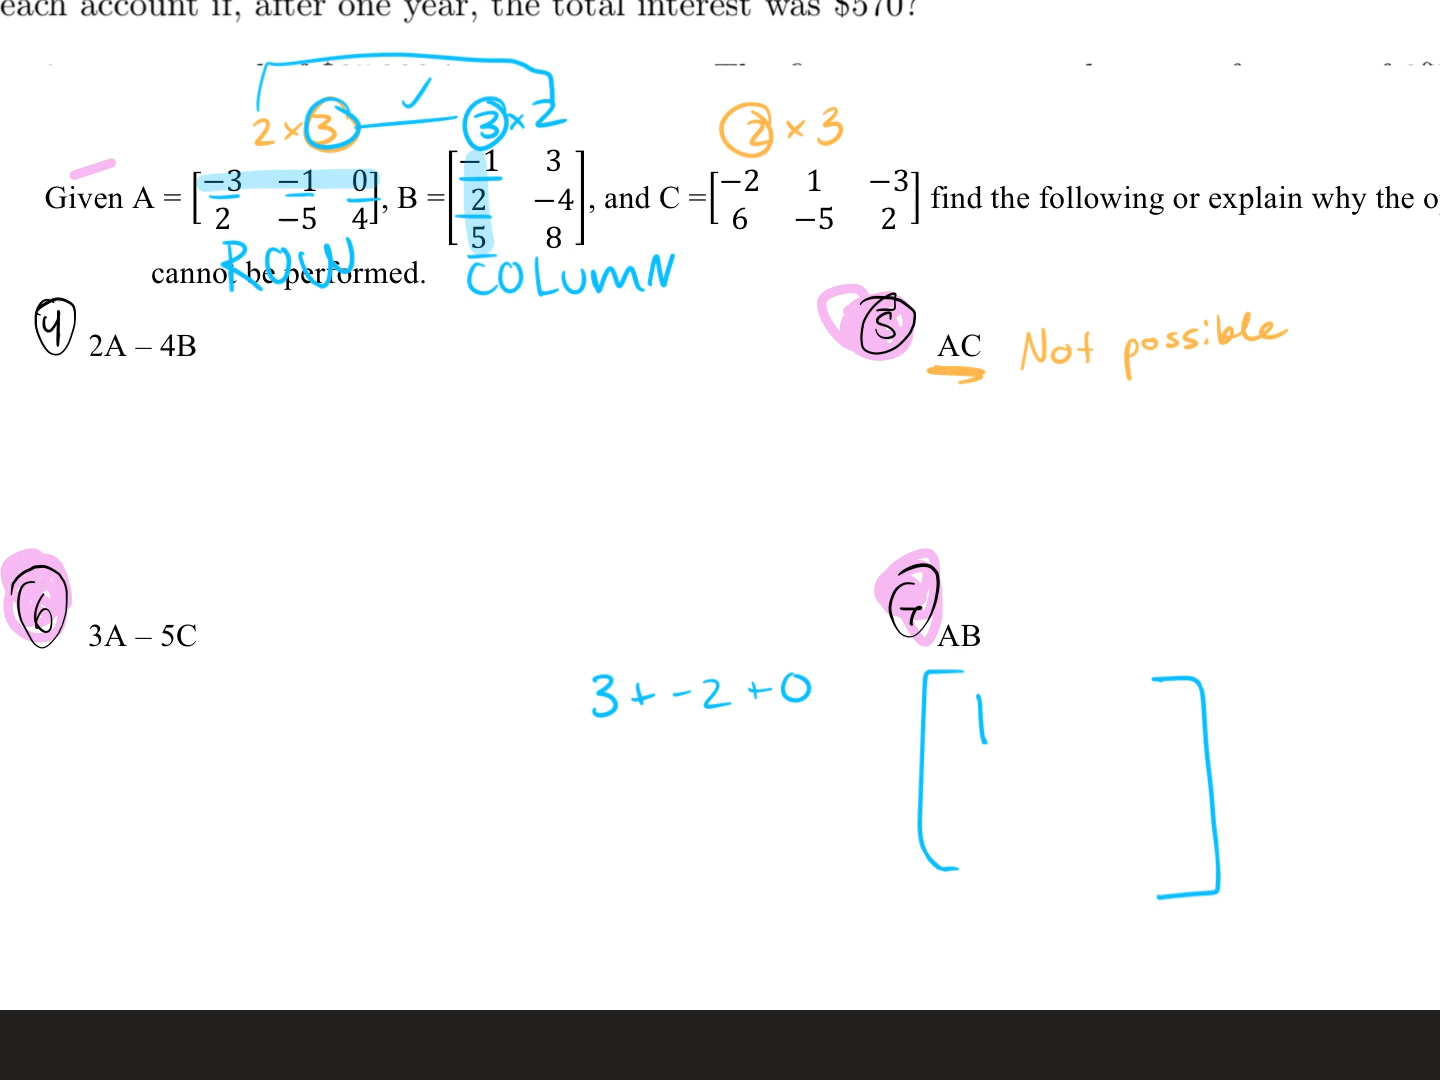 each account if, after one year, the total interest was $570?
2 × 3 3 × 2 2 × 3
Given A = [−3 −1 0; 2 −5 4], B = [−1 3; 2 −4; 5 8], and C = [−2 1 −3; 6 −5 2] find the following or explain why the o
ROW COLUMN
cannot be performed.
4 2A – 4B
5 AC Not possible
6 3A – 5C
7 AB
3 + -2 + 0 [1 ]